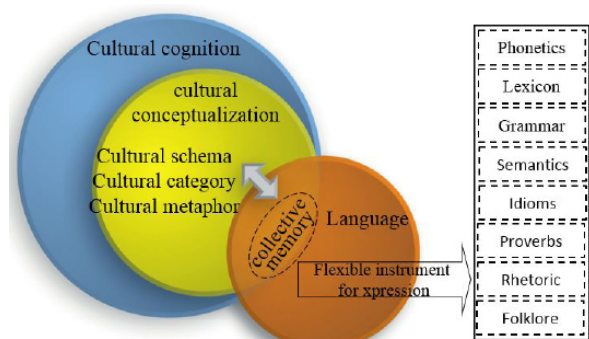 Cultural cognition
cultural
conceptualization
Cultural schema
Cultural category
Cultural metaphor
collective
memory
Language
Flexible instrument
for xpression
Phonetics
Lexicon
Grammar
Semantics
Idioms
Proverbs
Rhetoric
Folklore